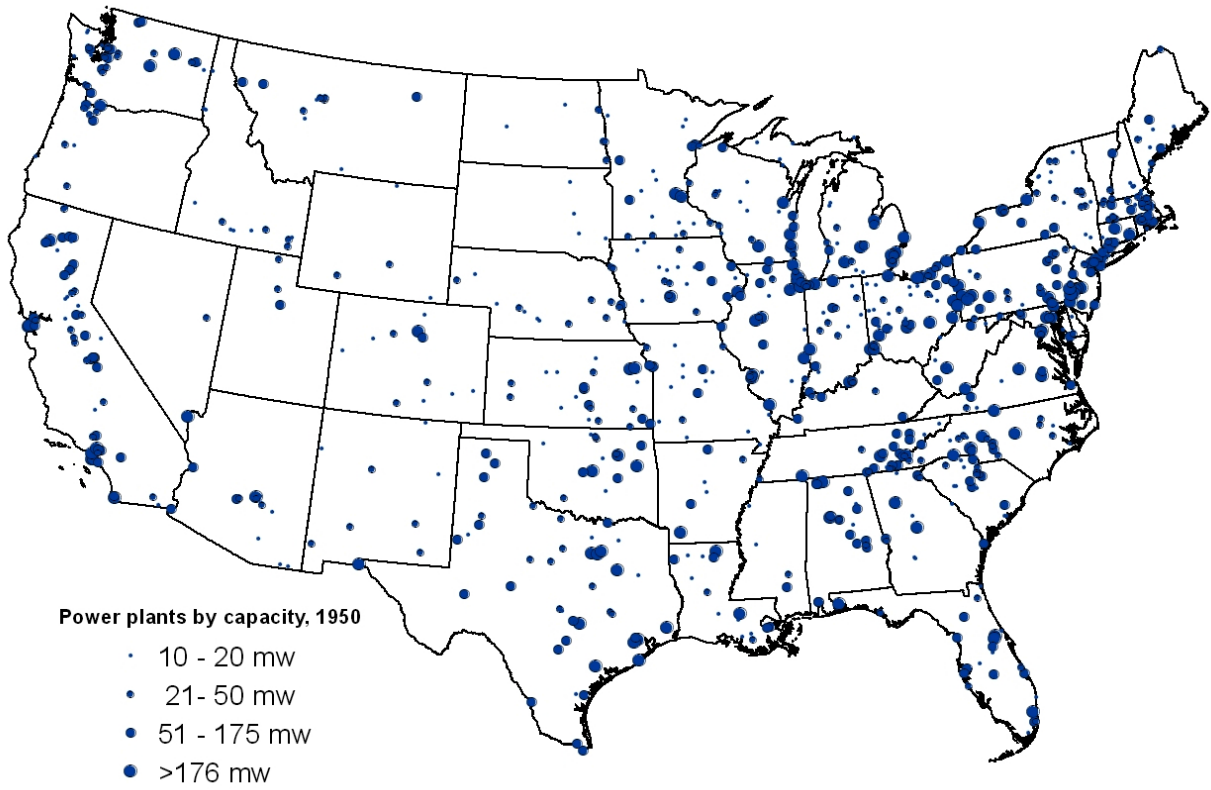 Power plants by capacity, 1950
10 - 20 mw
21- 50 mw
51 - 175 mw
>176 mw